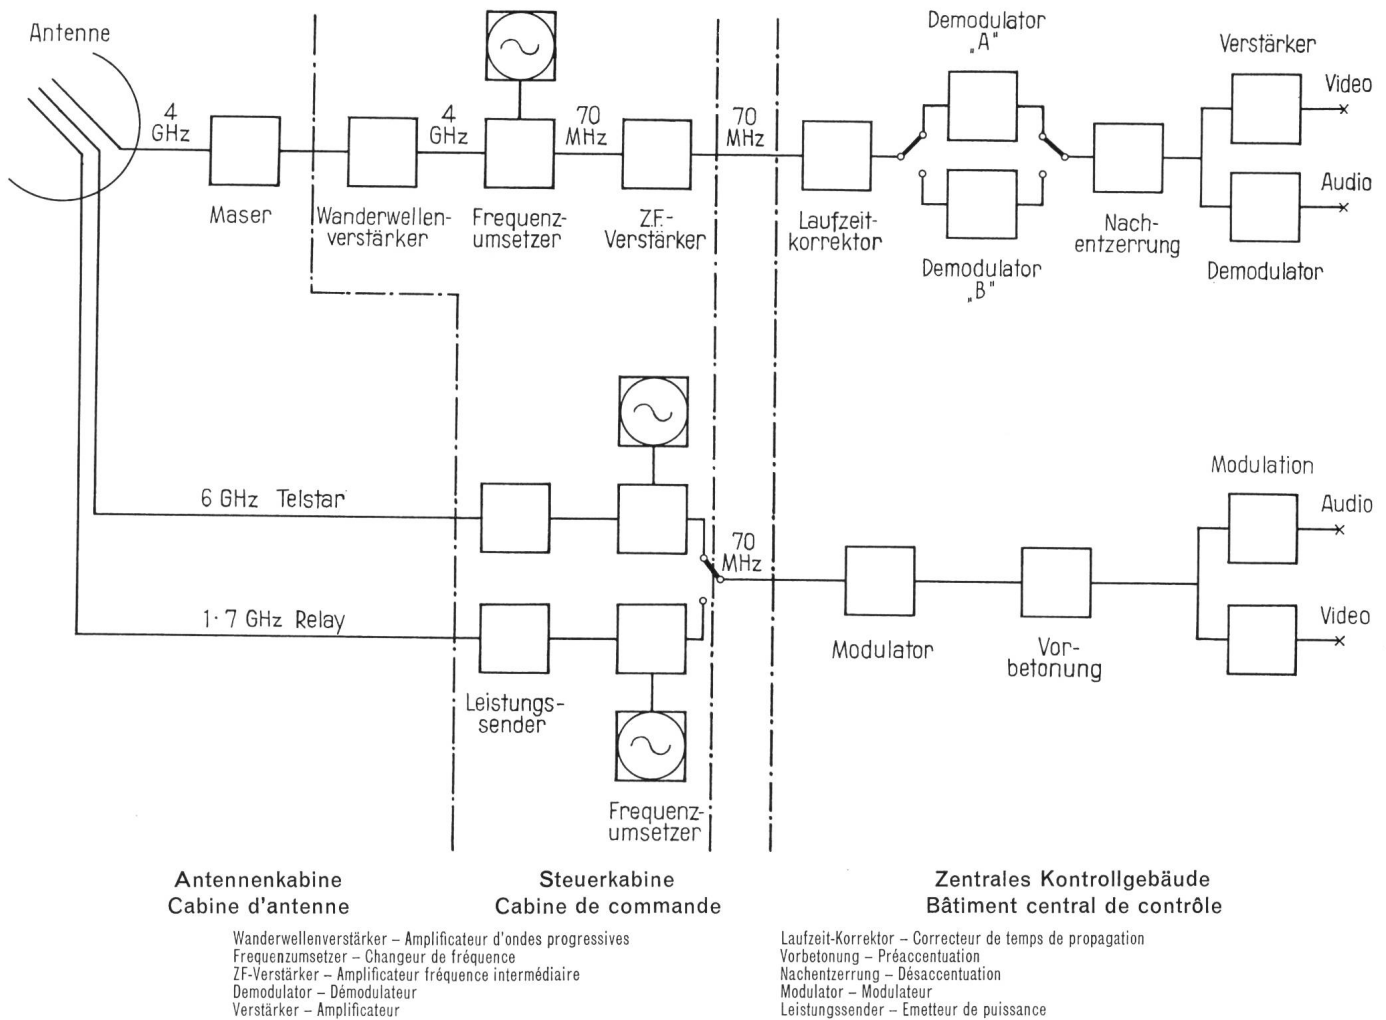 Antenne
4
GHz
Maser
Wanderwellen-
verstärker
4
GHz
Frequenz-
umsetzer
70
MHz
Z.F.-
Verstärker
70
MHz
Laufzeit-
korrektor
Demodulator
„A"
Demodulator
„B"
Nach-
entzerrung
Verstärker
Video
Audio
Demodulator
6 GHz Telstar
1·7 GHz Relay
Leistungs-
sender
Frequenz-
umsetzer
70
MHz
Modulator
Vor-
betonung
Modulation
Audio
Video
Antennenkabine
Cabine d'antenne
Steuerkabine
Cabine de commande
Zentrales Kontrollgebäude
Bâtiment central de contrôle
Wanderwellenverstärker – Amplificateur d'ondes progressives
Frequenzumsetzer – Changeur de fréquence
ZF-Verstärker – Amplificateur fréquence intermédiaire
Demodulator – Démodulateur
Verstärker – Amplificateur
Laufzeit-Korrektor – Correcteur de temps de propagation
Vorbetonung – Préaccentuation
Nachentzerrung – Désaccentuation
Modulator – Modulateur
Leistungssender – Emetteur de puissance